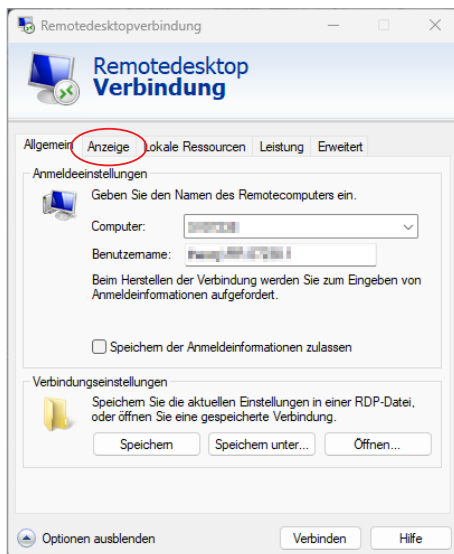 Remotedesktopverbindung
Remotedesktop
Verbindung
Allgemein Anzeige Lokale Ressourcen Leistung Erweitert
Anmeldeeinstellungen
Geben Sie den Namen des Remotecomputers ein.
Computer:
Benutzername:
Beim Herstellen der Verbindung werden Sie zum Eingeben von
Anmeldeinformationen aufgefordert.
Speichern der Anmeldeinformationen zulassen
Verbindungseinstellungen
Speichern Sie die aktuellen Einstellungen in einer RDP-Datei,
oder öffnen Sie eine gespeicherte Verbindung.
Speichern Speichern unter... Öffnen...
Optionen ausblenden Verbinden Hilfe